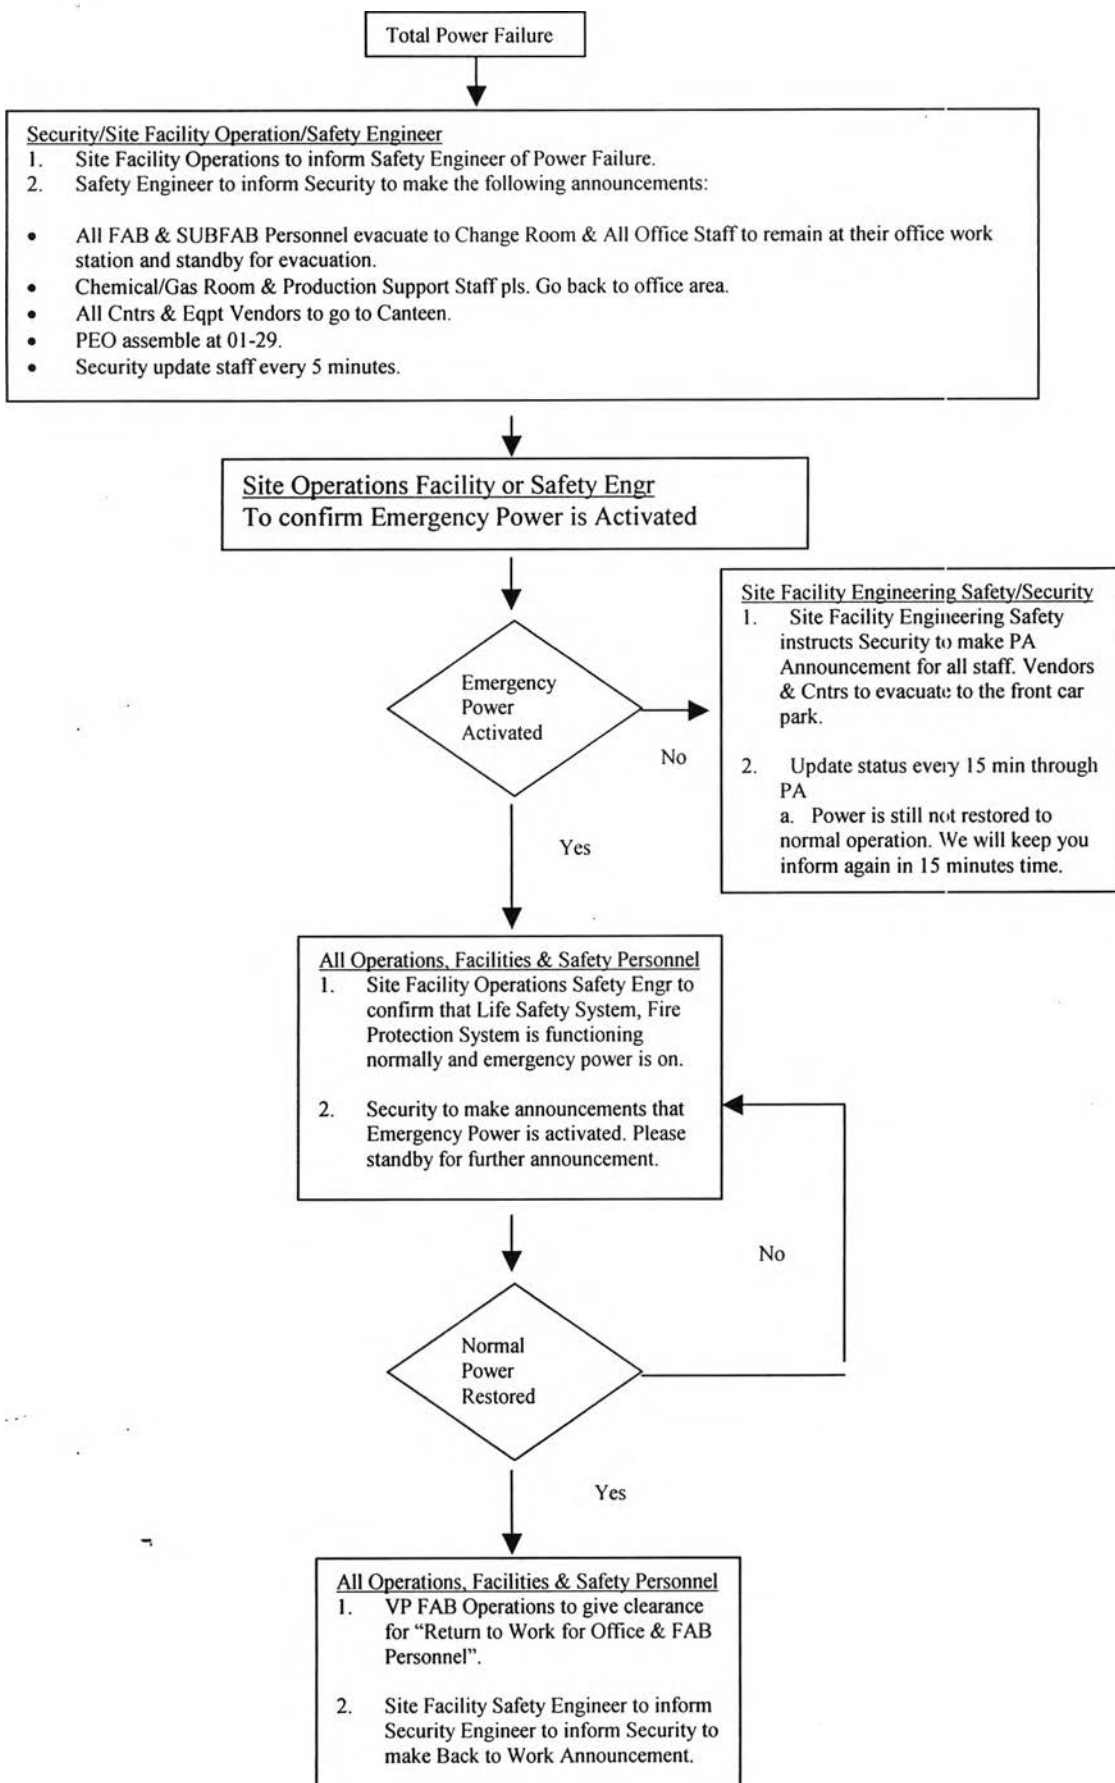 Total Power Failure
Security/Site Facility Operation/Safety Engineer
1. Site Facility Operations to inform Safety Engineer of Power Failure.
2. Safety Engineer to inform Security to make the following announcements:
• All FAB & SUBFAB Personnel evacuate to Change Room & All Office Staff to remain at their office work
station and standby for evacuation.
• Chemical/Gas Room & Production Support Staff pls. Go back to office area.
• All Cntrs & Eqpt Vendors to go to Canteen.
• PEO assemble at 01-29.
• Security update staff every 5 minutes.
Site Operations Facility or Safety Engr
To confirm Emergency Power is Activated
Emergency
Power
Activated
No
Site Facility Engineering Safety/Security
1. Site Facility Engineering Safety
instructs Security to make PA
Announcement for all staff. Vendors
& Cntrs to evacuate to the front car
park.
2. Update status every 15 min through
PA
a. Power is still not restored to
normal operation. We will keep you
inform again in 15 minutes time.
Yes
All Operations, Facilities & Safety Personnel
1. Site Facility Operations Safety Engr to
confirm that Life Safety System, Fire
Protection System is functioning
normally and emergency power is on.
2. Security to make announcements that
Emergency Power is activated. Please
standby for further announcement.
No
Normal
Power
Restored
Yes
All Operations, Facilities & Safety Personnel
1. VP FAB Operations to give clearance
for “Return to Work for Office & FAB
Personnel”.
2. Site Facility Safety Engineer to inform
Security Engineer to inform Security to
make Back to Work Announcement.